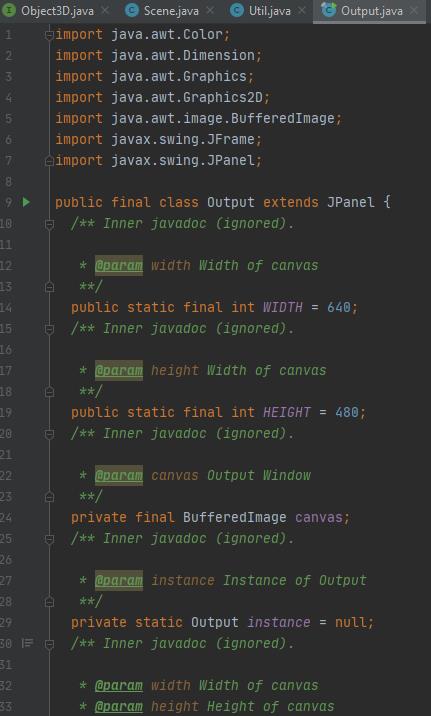 Object3D.java Scene.java Util.java Output.java
1 import java.awt.Color;
2 import java.awt.Dimension;
3 import java.awt.Graphics;
4 import java.awt.Graphics2D;
5 import java.awt.image.BufferedImage;
6 import javax.swing.JFrame;
7 import javax.swing.JPanel;
8
9 public final class Output extends JPanel {
10 /** Inner javadoc (ignored).
11
12 * @param width Width of canvas
13 **/
14 public static final int WIDTH = 640;
15 /** Inner javadoc (ignored).
16
17 * @param height Width of canvas
18 **/
19 public static final int HEIGHT = 480;
20 /** Inner javadoc (ignored).
21
22 * @param canvas Output Window
23 **/
24 private final BufferedImage canvas;
25 /** Inner javadoc (ignored).
26
27 * @param instance Instance of Output
28 **/
29 private static Output instance = null;
30 /** Inner javadoc (ignored).
31
32 * @param width Width of canvas
33 * @param height Height of canvas